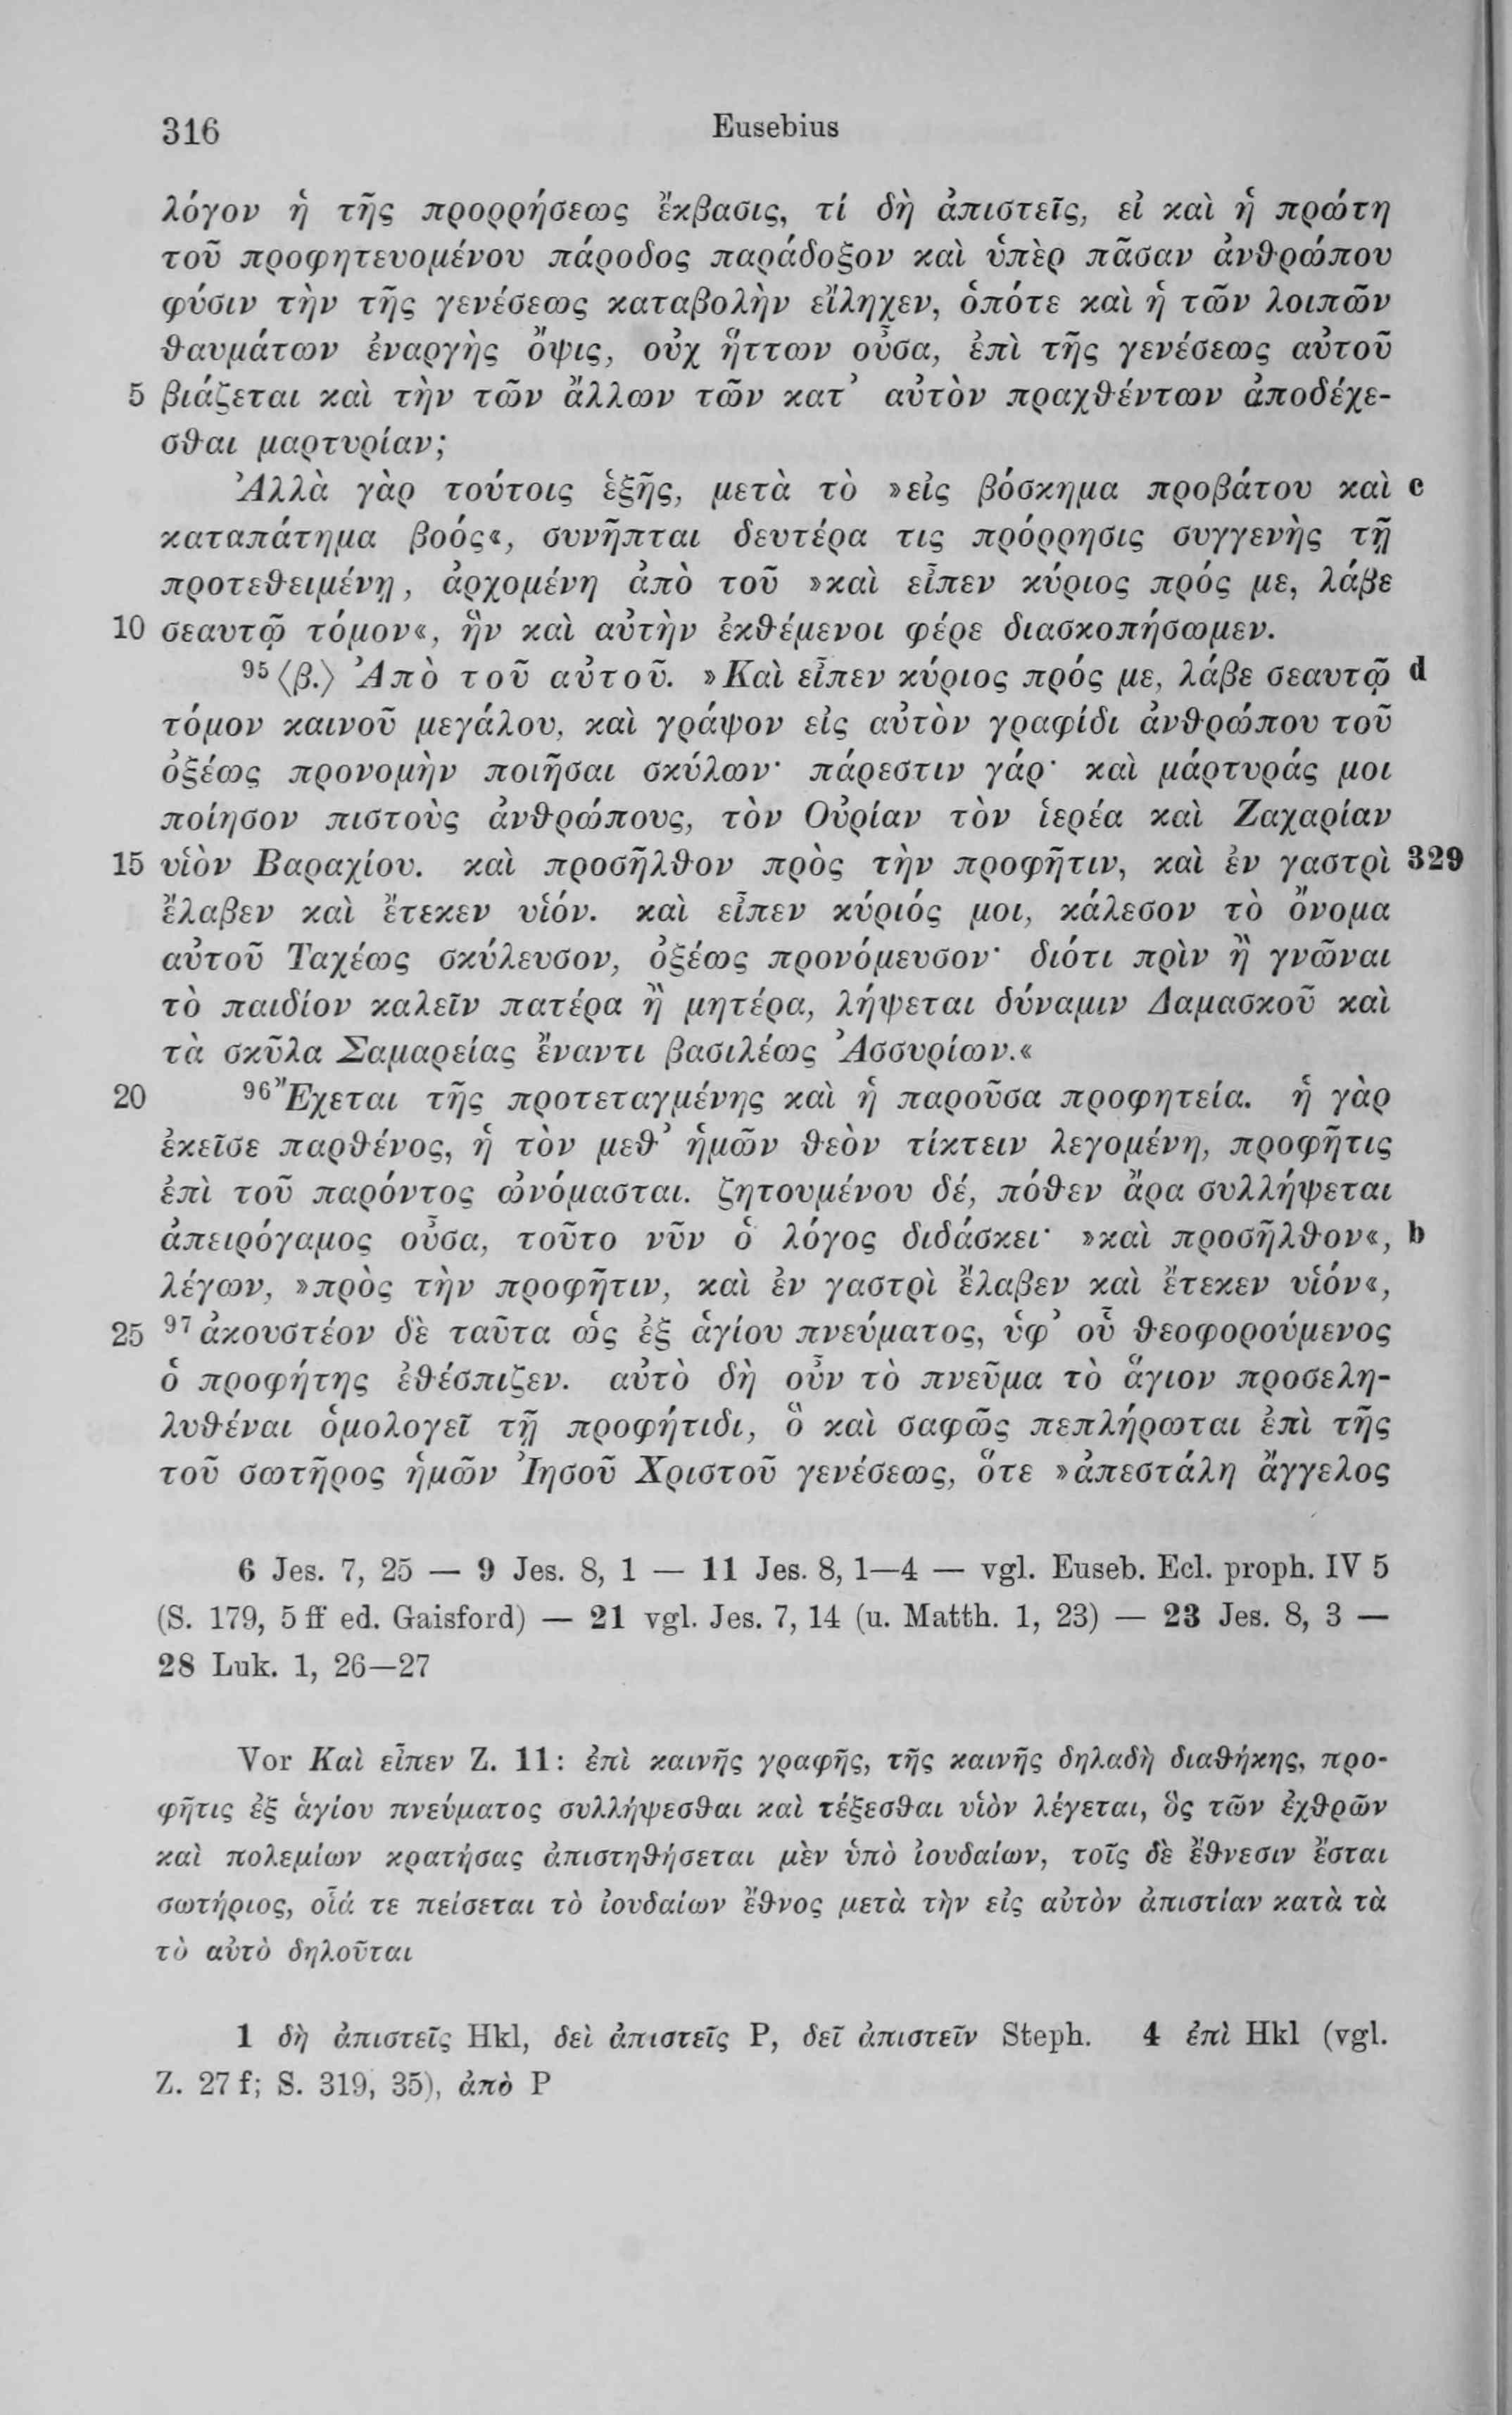 316 Eusebius
λόγον ἡ τῆς προρρήσεως ἔκβασις, τί δὴ ἀπιστεῖς, εἰ καὶ ἡ πρώτη
τοῦ προφητευομένου πάροδος παράδοξον καὶ ὑπὲρ πᾶσαν ἀνθρώπου
φύσιν τὴν τῆς γενέσεως καταβολὴν εἴληχεν, ὁπότε καὶ ἡ τῶν λοιπῶν
θαυμάτων ἐναργὴς ὄψις, οὐχ ἥττων οὖσα, ἐπὶ τῆς γενέσεως αὐτοῦ
5 βιάζεται καὶ τὴν τῶν ἄλλων τῶν κατ’ αὐτὸν πραχθέντων ἀποδέχε-
σθαι μαρτυρίαν;
Ἀλλὰ γὰρ τούτοις ἑξῆς, μετὰ τὸ »εἰς βόσκημα προβάτου καὶ c
καταπάτημα βοός«, συνῆπται δευτέρα τις πρόρρησις συγγενὴς τῇ
προτεθειμένῃ, ἀρχομένη ἀπὸ τοῦ »καὶ εἶπεν κύριος πρός με, λάβε
10 σεαυτῷ τόμον«, ἣν καὶ αὐτὴν ἐκθέμενοι φέρε διασκοπήσωμεν.
95 ⟨β.⟩ Ἀπὸ τοῦ αὐτοῦ. »Καὶ εἶπεν κύριος πρός με, λάβε σεαυτῷ d
τόμον καινοῦ μεγάλου, καὶ γράψον εἰς αὐτὸν γραφίδι ἀνθρώπου τοῦ
ὀξέως προνομὴν ποιῆσαι σκύλων· πάρεστιν γάρ· καὶ μάρτυράς μοι
ποίησον πιστοὺς ἀνθρώπους, τὸν Οὐρίαν τὸν ἱερέα καὶ Ζαχαρίαν
15 υἱὸν Βαραχίου. καὶ προσῆλθον πρὸς τὴν προφῆτιν, καὶ ἐν γαστρὶ 329
ἔλαβεν καὶ ἔτεκεν υἱόν. καὶ εἶπεν κύριός μοι, κάλεσον τὸ ὄνομα
αὐτοῦ Ταχέως σκύλευσον, ὀξέως προνόμευσον· διότι πρὶν ἢ γνῶναι
τὸ παιδίον καλεῖν πατέρα ἢ μητέρα, λήψεται δύναμιν Δαμασκοῦ καὶ
τὰ σκῦλα Σαμαρείας ἔναντι βασιλέως Ἀσσυρίων.«
20 96 Ἔχεται τῆς προτεταγμένης καὶ ἡ παροῦσα προφητεία. ἡ γὰρ
ἐκεῖσε παρθένος, ἡ τὸν μεθ’ ἡμῶν θεὸν τίκτειν λεγομένη, προφῆτις
ἐπὶ τοῦ παρόντος ὠνόμασται. ζητουμένου δέ, πόθεν ἄρα συλλήψεται
ἀπειρόγαμος οὖσα, τοῦτο νῦν ὁ λόγος διδάσκει· »καὶ προσῆλθον«, b
λέγων, »πρὸς τὴν προφῆτιν, καὶ ἐν γαστρὶ ἔλαβεν καὶ ἔτεκεν υἱόν«,
25 97 ἀκουστέον δὲ ταῦτα ὡς ἐξ ἁγίου πνεύματος, ὑφ’ οὗ θεοφορούμενος
ὁ προφήτης ἐθέσπιζεν. αὐτὸ δὴ οὖν τὸ πνεῦμα τὸ ἅγιον προσελη-
λυθέναι ὁμολογεῖ τῇ προφήτιδι, ὃ καὶ σαφῶς πεπλήρωται ἐπὶ τῆς
τοῦ σωτῆρος ἡμῶν Ἰησοῦ Χριστοῦ γενέσεως, ὅτε »ἀπεστάλη ἄγγελος
6 Jes. 7, 25 — 9 Jes. 8, 1 — 11 Jes. 8, 1—4 — vgl. Euseb. Ecl. proph. IV 5
(S. 179, 5 ff ed. Gaisford) — 21 vgl. Jes. 7, 14 (u. Matth. 1, 23) — 23 Jes. 8, 3 —
28 Luk. 1, 26—27
Vor Καὶ εἶπεν Z. 11: ἐπὶ καινῆς γραφῆς, τῆς καινῆς δηλαδὴ διαθήκης, προ-
φῆτις ἐξ ἁγίου πνεύματος συλλήψεσθαι καὶ τέξεσθαι υἱὸν λέγεται, ὃς τῶν ἐχθρῶν
καὶ πολεμίων κρατήσας ἀπιστηθήσεται μὲν ὑπὸ ἰουδαίων, τοῖς δὲ ἔθνεσιν ἔσται
σωτήριος, οἷά τε πείσεται τὸ ἰουδαίων ἔθνος μετὰ τὴν εἰς αὐτὸν ἀπιστίαν κατὰ τὰ
τὸ αὐτὸ δηλοῦται
1 δὴ ἀπιστεῖς Hkl, δεὶ ἀπιστεῖς P, δεῖ ἀπιστεῖν Steph. 4 ἐπὶ Hkl (vgl.
Z. 27 f; S. 319, 35), ἀπὸ P